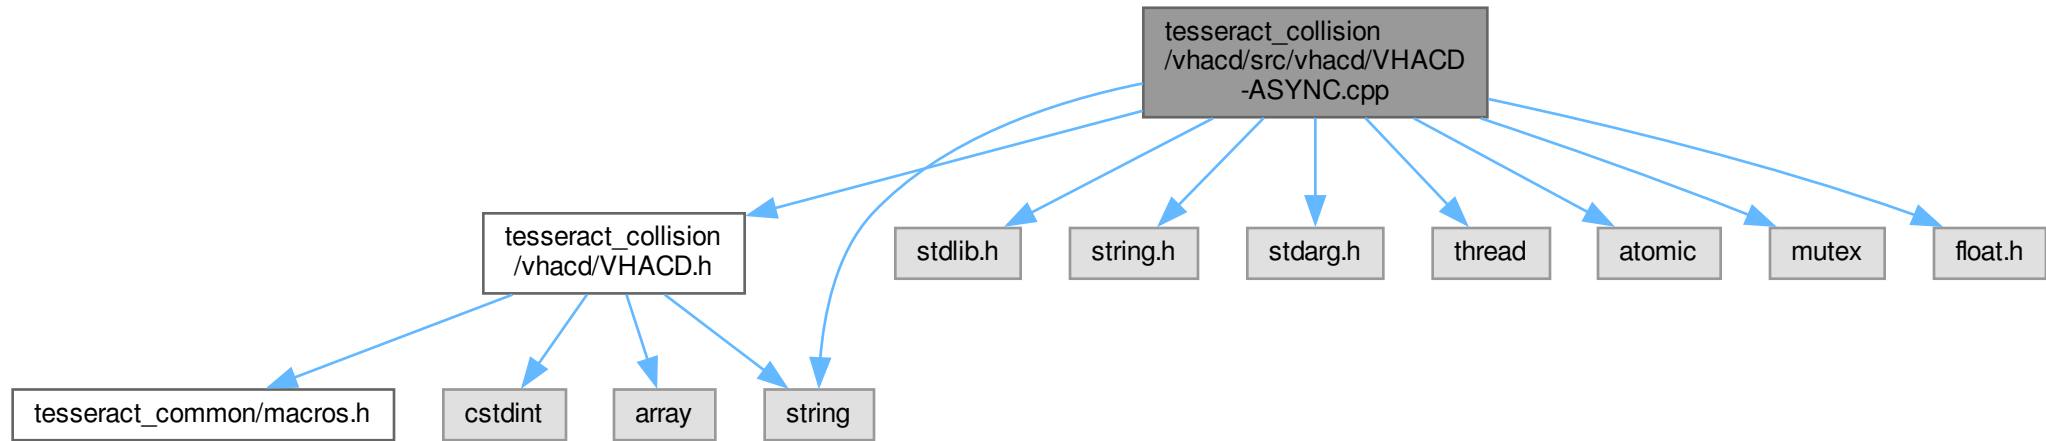 tesseract_collision
/vhacd/src/vhacd/VHACD
-ASYNC.cpp
tesseract_collision
/vhacd/VHACD.h
stdlib.h
string.h
stdarg.h
thread
atomic
mutex
float.h
tesseract_common/macros.h
cstdint
array
string